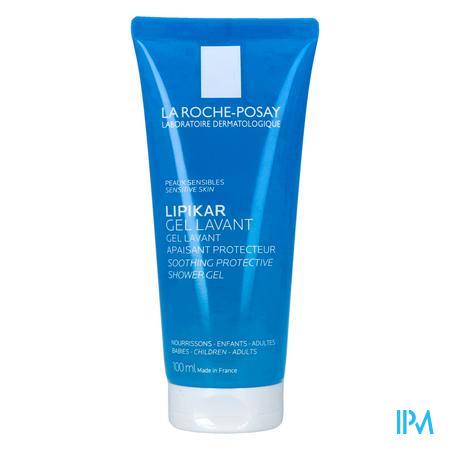 LA ROCHE-POSAY
LABORATOIRE DERMATOLOGIQUE
PEAUX SENSIBLES
SENSITIVE SKIN
LIPIKAR
GEL LAVANT
GEL LAVANT
APAISANT PROTECTEUR
SOOTHING PROTECTIVE
SHOWER GEL
NOURRISSONS - ENFANTS - ADULTES
BABIES - CHILDREN - ADULTS
100 ml Made in France
IPM